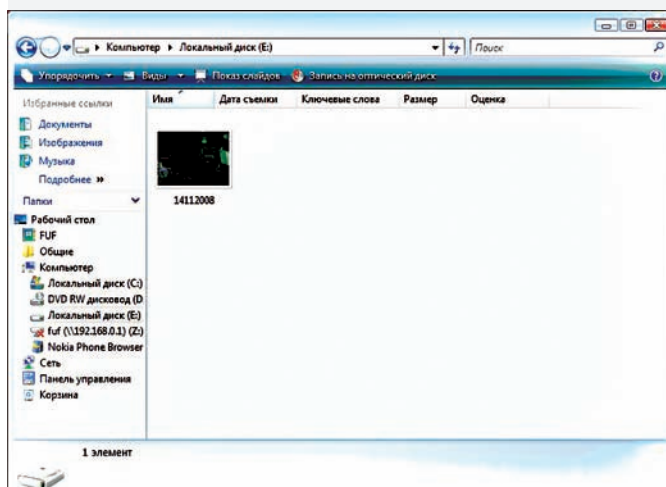 Компьютер ▸ Локальный диск (E:)
Поиск
Упорядочить Виды Показ слайдов Запись на оптический диск
Избранные ссылки
Документы
Изображения
Музыка
Подробнее »
Папки
Рабочий стол
FUF
Общие
Компьютер
Локальный диск (C:)
DVD RW дисковод (D
Локальный диск (E:)
fuf (\\192.168.0.1) (Z:)
Nokia Phone Browser
Сеть
Панель управления
Корзина
Имя Дата съемки Ключевые слова Размер Оценка
14112008
1 элемент